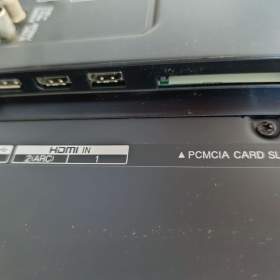 HDMI IN
2(ARC) 1
▲ PCMCIA CARD SL